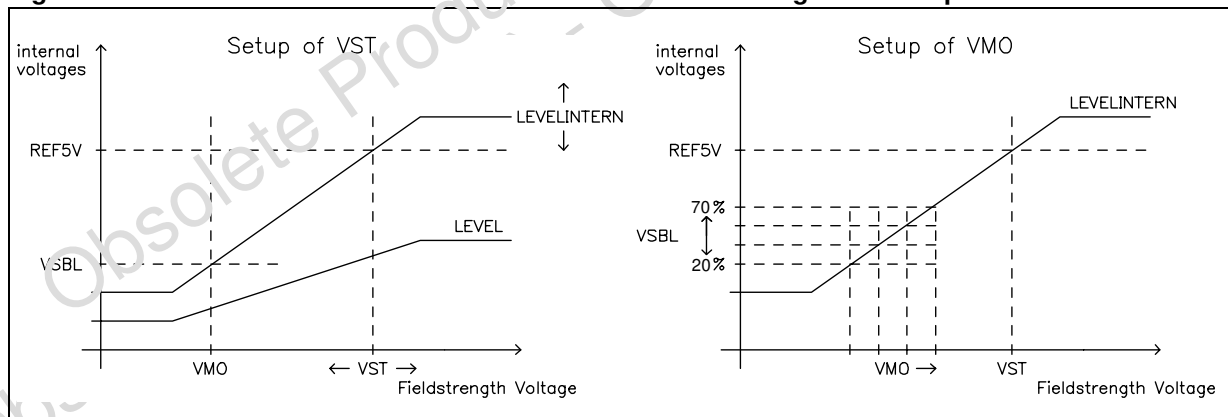 Setup of VST
internal
voltages
LEVELINTERN
REF5V
LEVEL
VSBL
VMO
← VST →
Fieldstrength Voltage
Setup of VMO
internal
voltages
LEVELINTERN
REF5V
70%
VSBL
20%
VMO →
VST
Fieldstrength Voltage
Obsolete Produ